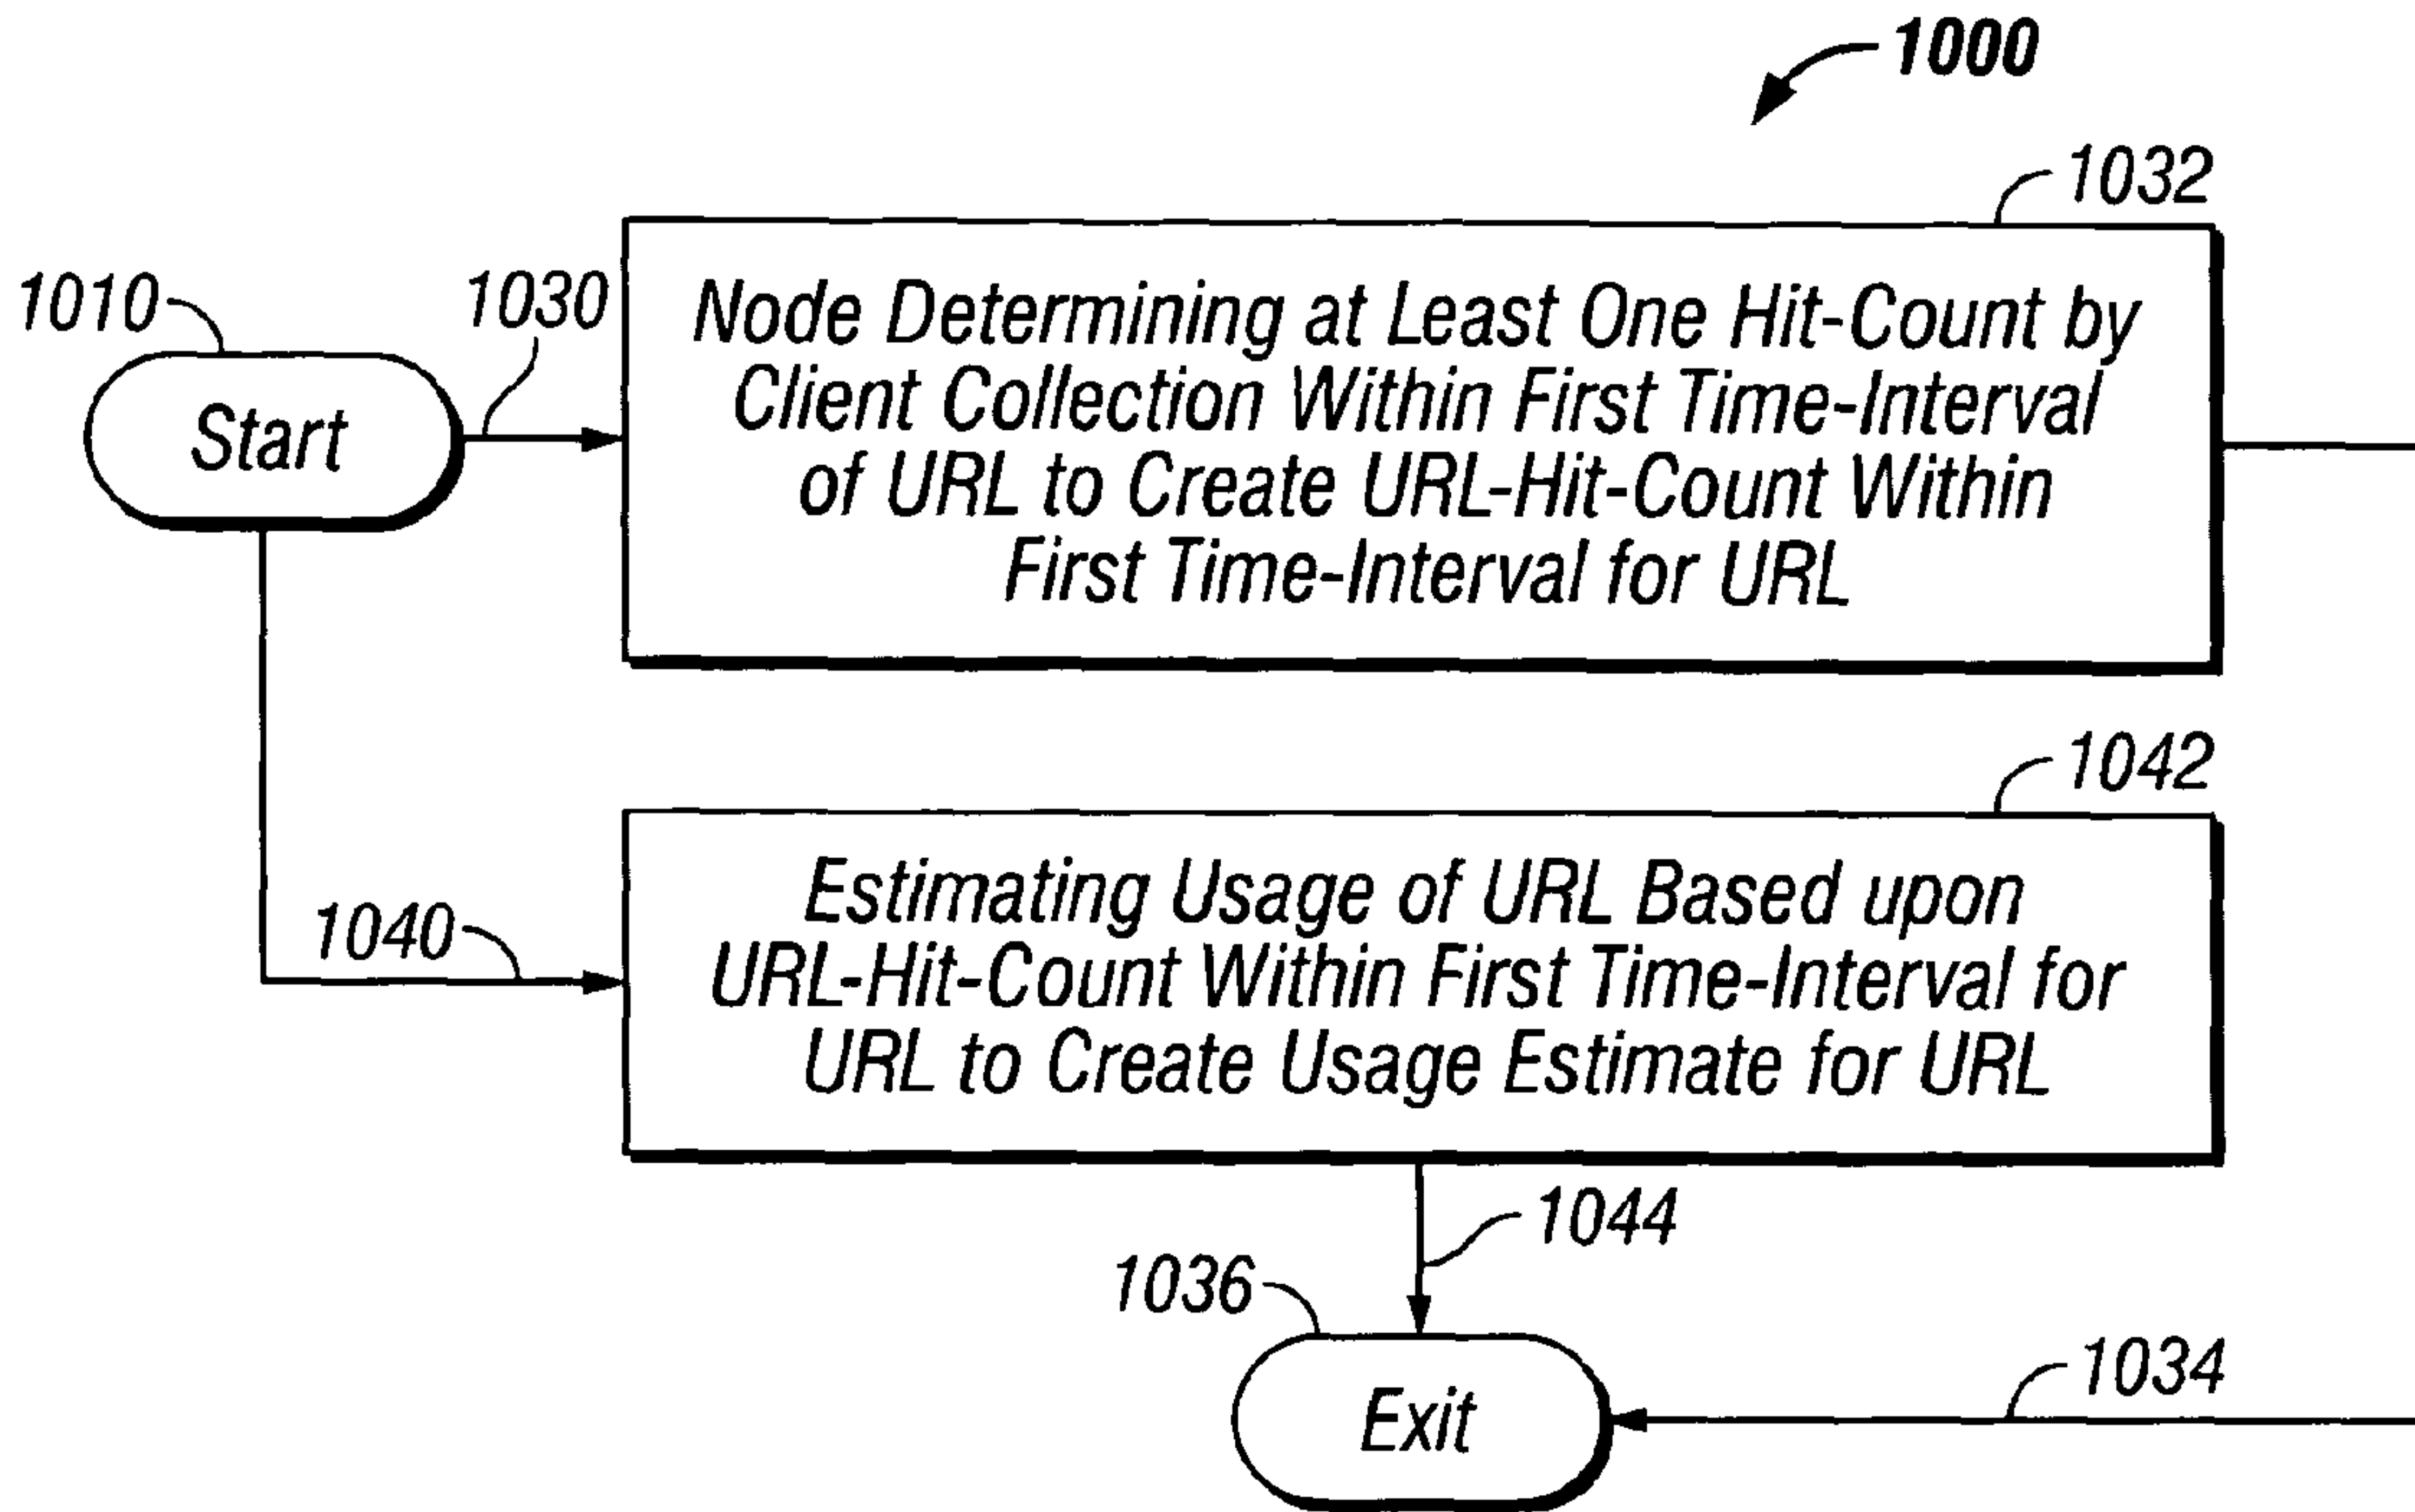 1000
1032
1010
1030
Node Determining at Least One Hit-Count by
Client Collection Within First Time-Interval
of URL to Create URL-Hit-Count Within
First Time-Interval for URL
Start
1042
Estimating Usage of URL Based upon
URL-Hit-Count Within First Time-Interval for
URL to Create Usage Estimate for URL
1040
1044
1036
1034
Exit